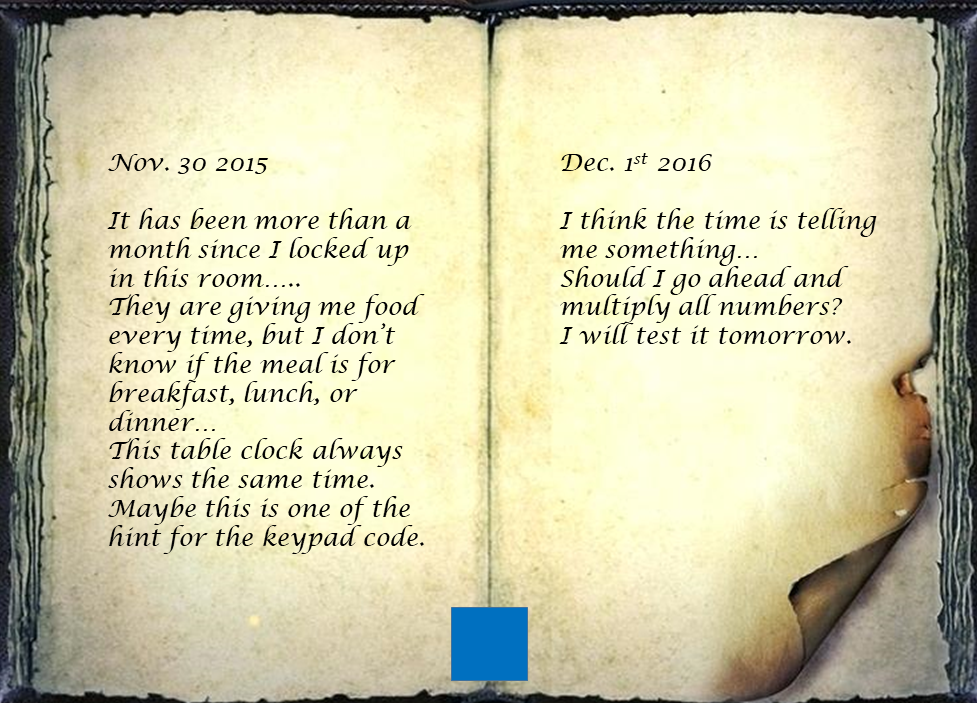 Nov. 30 2015
It has been more than a
month since I locked up
in this room…..
They are giving me food
every time, but I don't
know if the meal is for
breakfast, lunch, or
dinner…
This table clock always
shows the same time.
Maybe this is one of the
hint for the keypad code.
Dec. 1st 2016
I think the time is telling
me something…
Should I go ahead and
multiply all numbers?
I will test it tomorrow.